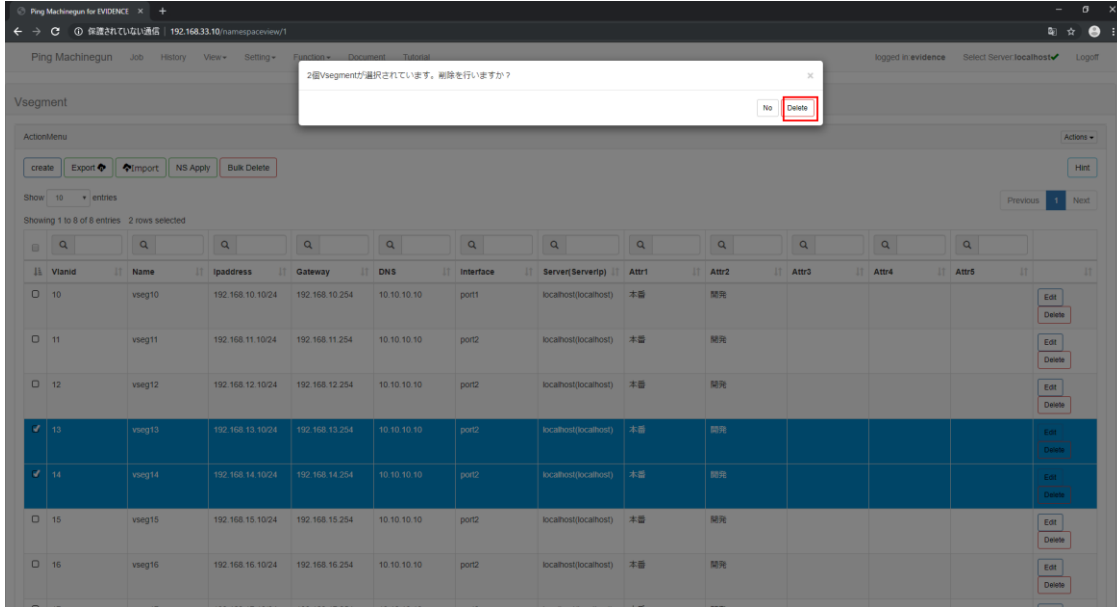 Ping Machinegun for EVIDENCE × +
保護されていない通信 | 192.168.33.10/namespaceview/1
Ping Machinegun Job History View Setting Function Document Tutorial logged in:evidence Select Server:localhost Logoff
2個Vsegmentが選択されています。削除を行いますか？ ×
No Delete
Vsegment
ActionMenu Actions
create Export Import NS Apply Bulk Delete Hint
Show 10 entries Previous 1 Next
Showing 1 to 8 of 8 entries 2 rows selected
Vlanid Name Ipaddress Gateway DNS Interface Server(Serverip) Attr1 Attr2 Attr3 Attr4 Attr5
10 vseg10 192.168.10.10/24 192.168.10.254 10.10.10.10 port1 localhost(localhost) 本番 開発 Edit
Delete
11 vseg11 192.168.11.10/24 192.168.11.254 10.10.10.10 port2 localhost(localhost) 本番 開発 Edit
Delete
12 vseg12 192.168.12.10/24 192.168.12.254 10.10.10.10 port2 localhost(localhost) 本番 開発 Edit
Delete
13 vseg13 192.168.13.10/24 192.168.13.254 10.10.10.10 port2 localhost(localhost) 本番 開発 Edit
Delete
14 vseg14 192.168.14.10/24 192.168.14.254 10.10.10.10 port2 localhost(localhost) 本番 開発 Edit
Delete
15 vseg15 192.168.15.10/24 192.168.15.254 10.10.10.10 port2 localhost(localhost) 本番 開発 Edit
Delete
16 vseg16 192.168.16.10/24 192.168.16.254 10.10.10.10 port2 localhost(localhost) 本番 開発 Edit
Delete